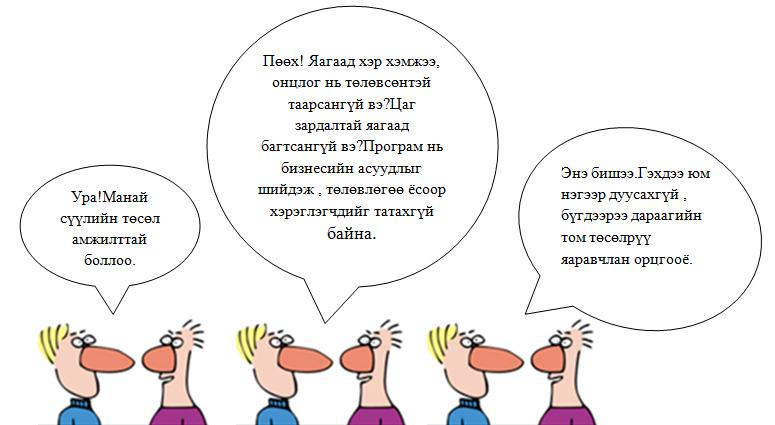 Ура!Манай
сүүлийн төсөл
амжилттай
боллоо.
Пөөх! Яагаад хэр хэмжээ,
онцлог нь төлөвсөнтэй
таарсангүй вэ?Цаг
зардалтай яагаад
багтсангүй вэ?Програм нь
бизнесийн асуудлыг
шийдэж , төлөвлөгөө ёсоор
хэрэглэгчдийг татахгүй
байна.
Энэ бишээ.Гэхдээ юм
нэгээр дуусахгүй ,
бүгдээрээ дараагийн
том төсөлрүү
яаравчлан орцгооё.